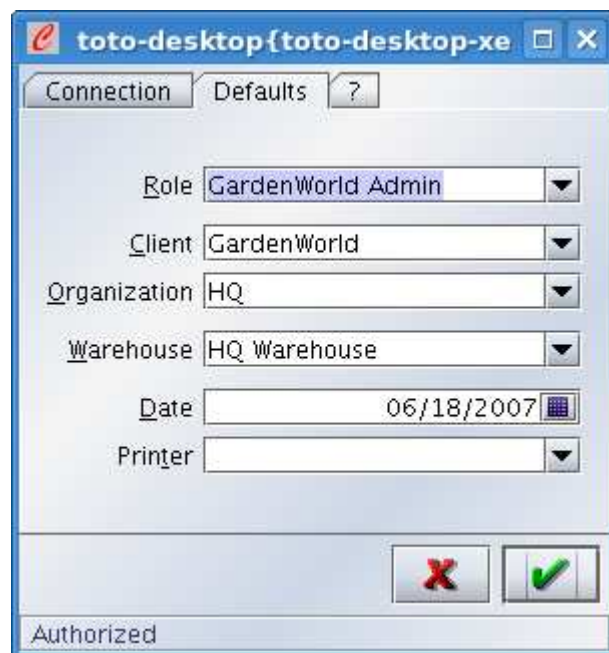 toto-desktop{toto-desktop-xe
Connection Defaults ?
Role GardenWorld Admin
Client GardenWorld
Organization HQ
Warehouse HQ Warehouse
Date 06/18/2007
Printer
Authorized